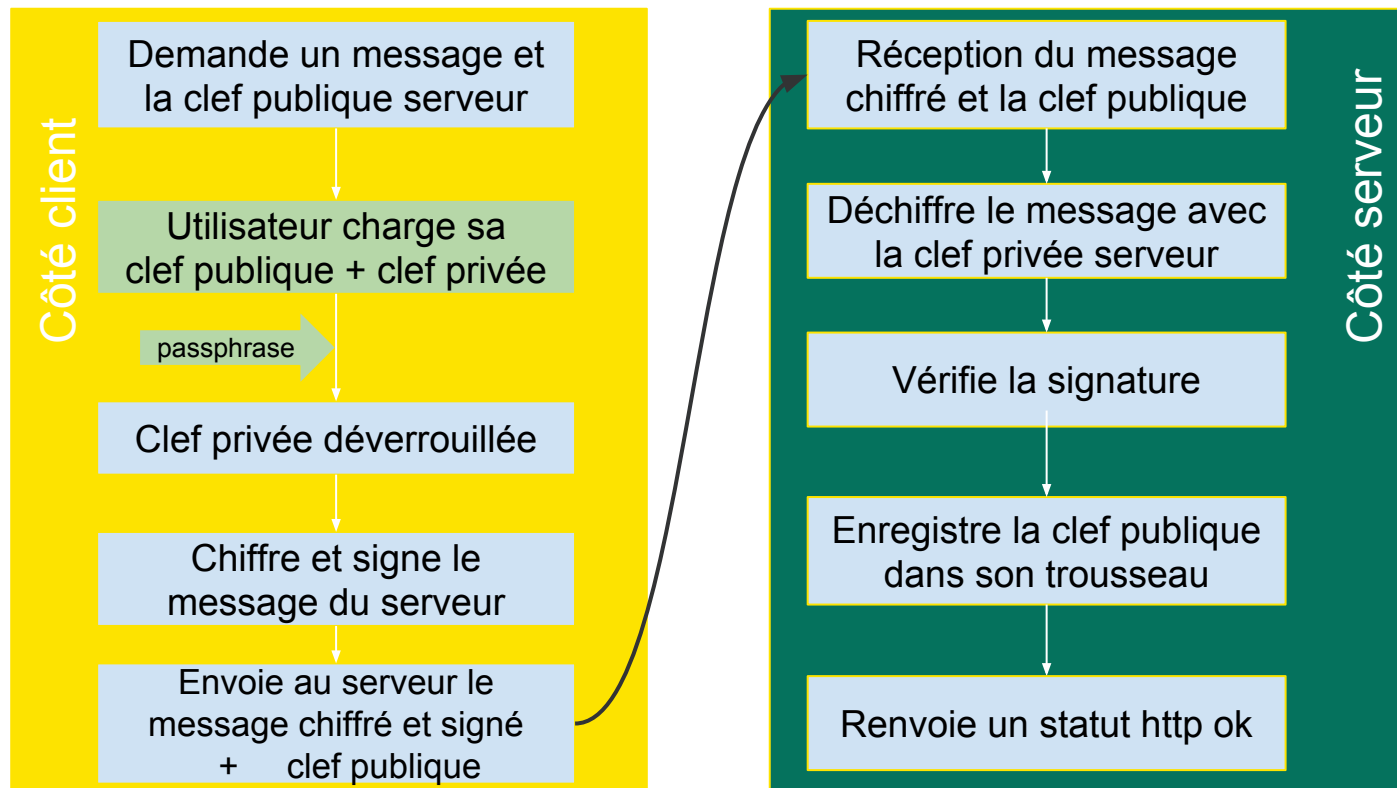 Côté client
Demande un message et
la clef publique serveur
Utilisateur charge sa
clef publique + clef privée
passphrase
Clef privée déverrouillée
Chiffre et signe le
message du serveur
Envoie au serveur le
message chiffré et signé
+ clef publique
Côté serveur
Réception du message
chiffré et la clef publique
Déchiffre le message avec
la clef privée serveur
Vérifie la signature
Enregistre la clef publique
dans son trousseau
Renvoie un statut http ok